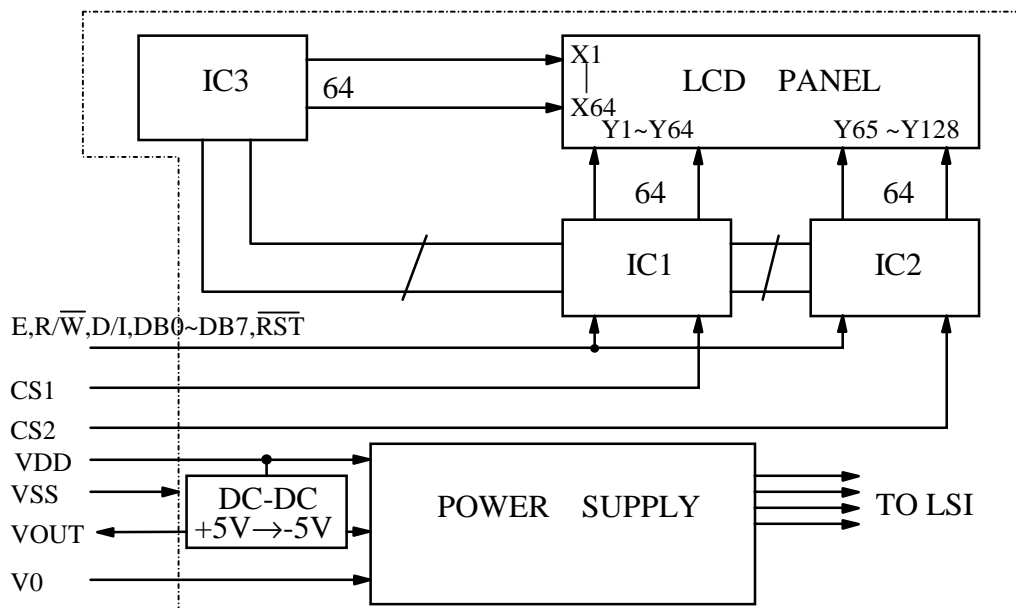 IC3
64
X1
X64
LCD PANEL
Y1~Y64
Y65 ~Y128
64
64
IC1
IC2
E,R/W̅,D/I,DB0~DB7,R̅S̅T̅
CS1
CS2
VDD
VSS
VOUT
V0
DC-DC
+5V→-5V
POWER SUPPLY
TO LSI